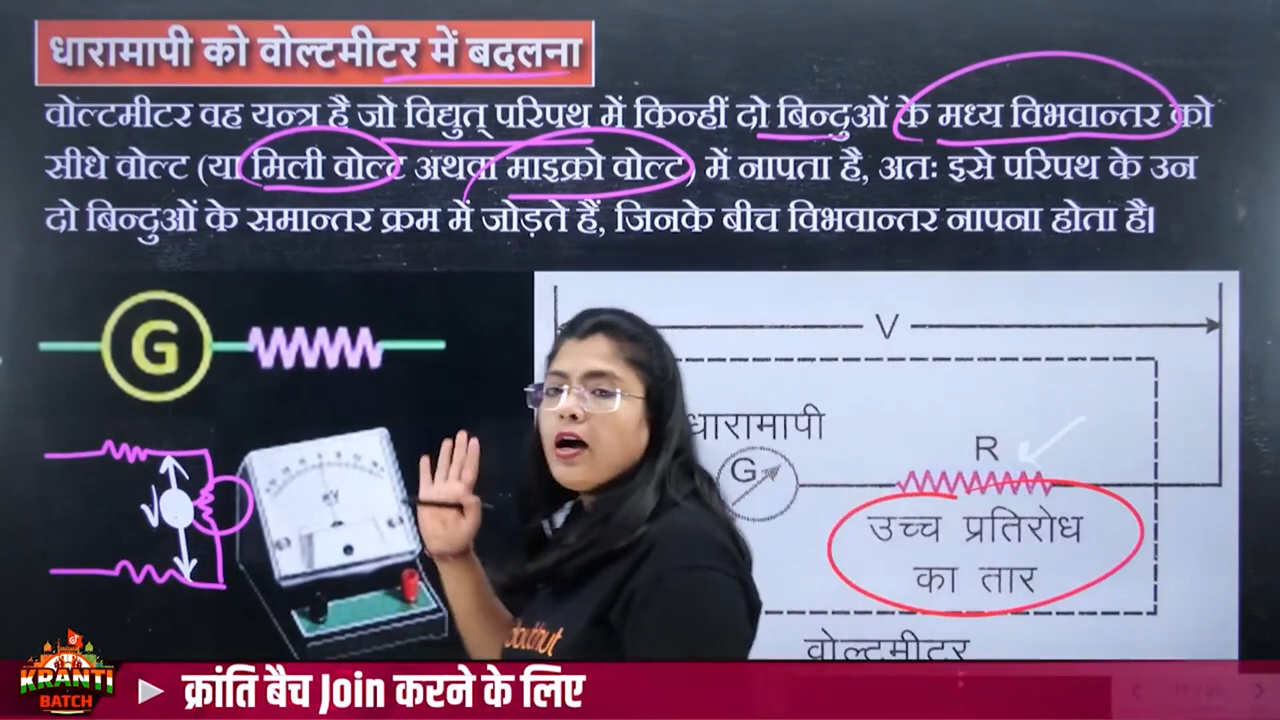 धारामापी को वोल्टमीटर में बदलना
वोल्टमीटर वह यन्त्र है जो विद्युत् परिपथ में किन्हीं दो बिन्दुओं के मध्य विभवान्तर को
सीधे वोल्ट (या मिली वोल्ट अथवा माइक्रो वोल्ट) में नापता है, अतः इसे परिपथ के उन
दो बिन्दुओं के समान्तर क्रम में जोड़ते हैं, जिनके बीच विभवान्तर नापना होता है।
G
V
धारामापी
G
R
उच्च प्रतिरोध
का तार
V
वोल्टमीटर
KRANTI
BATCH
क्रांति बैच Join करने के लिए